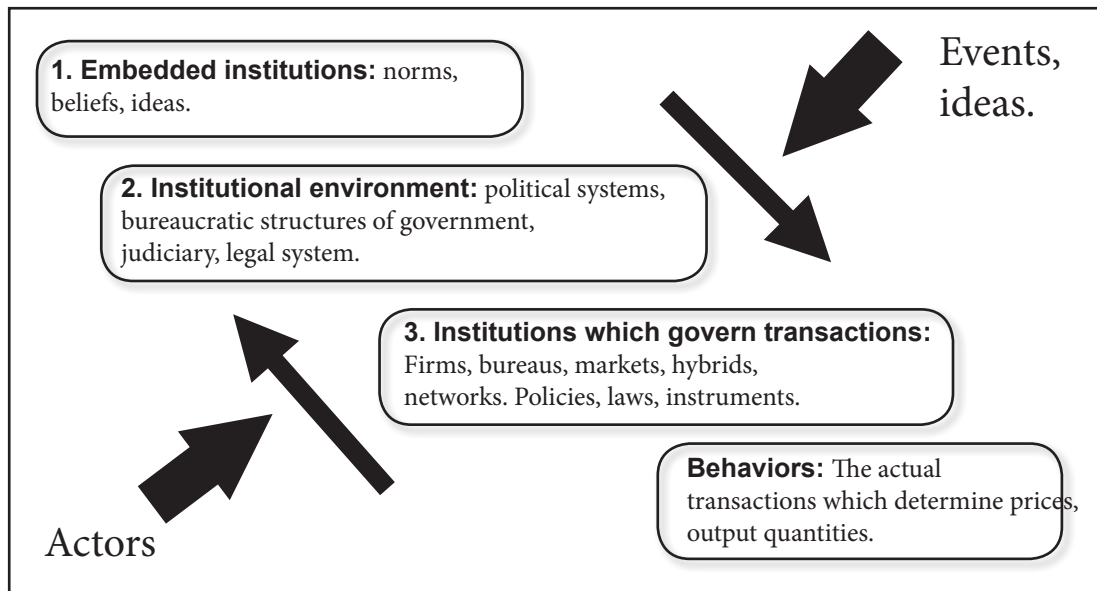 Events,
ideas.
1. Embedded institutions: norms,
beliefs, ideas.
2. Institutional environment: political systems,
bureaucratic structures of government,
judiciary, legal system.
3. Institutions which govern transactions:
Firms, bureaus, markets, hybrids,
networks. Policies, laws, instruments.
Behaviors: The actual
transactions which determine prices,
output quantities.
Actors